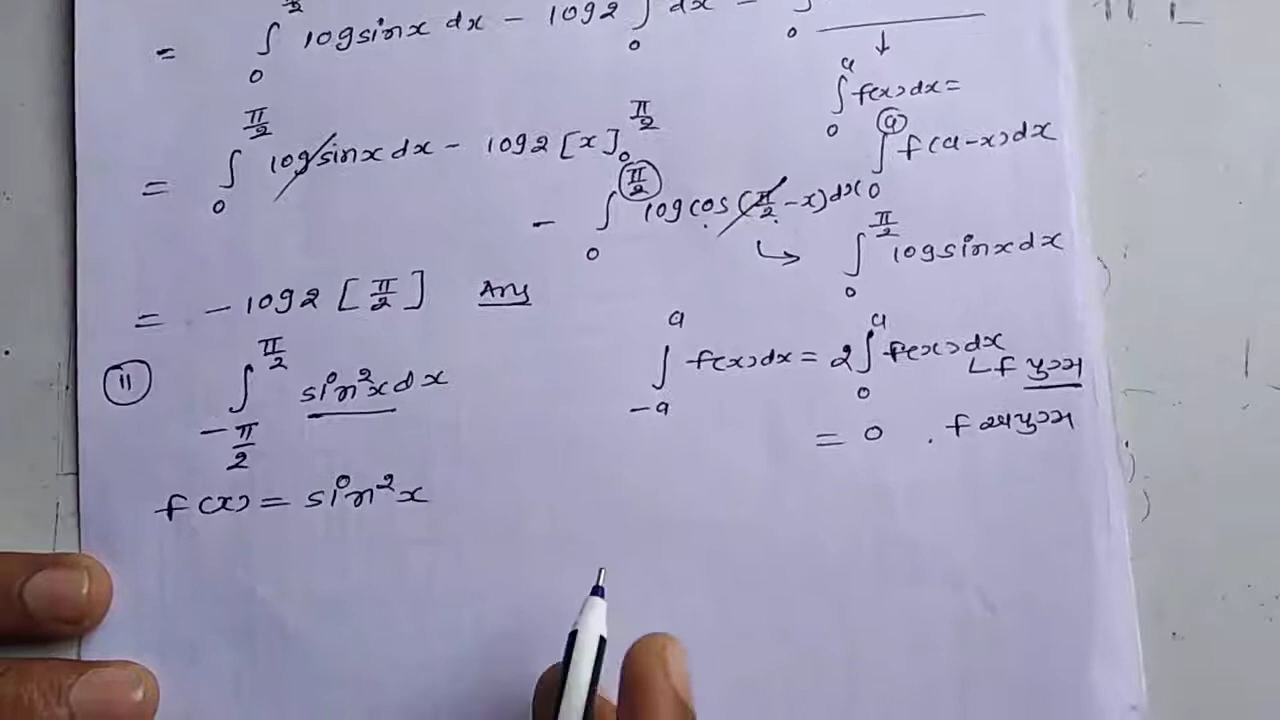 = ∫₀^(π/2) log sin x dx − log 2 ∫₀ dx −
↓
∫₀^a f(x) dx =
∫₀^a f(a-x) dx
= ∫₀^(π/2) log sin x dx − log 2 [x]₀^(π/2)
− ∫₀^(π/2) log cos (π/2 - x) dx
↳ ∫₀^(π/2) log sin x dx
= − log 2 [π/2] Ans
(11) ∫_(-π/2)^(π/2) sin²x dx
∫_(-a)^a f(x) dx = 2 ∫₀^a f(x) dx
f યુગ્મ
= 0 . f અયુગ્મ
f(x) = sin²x